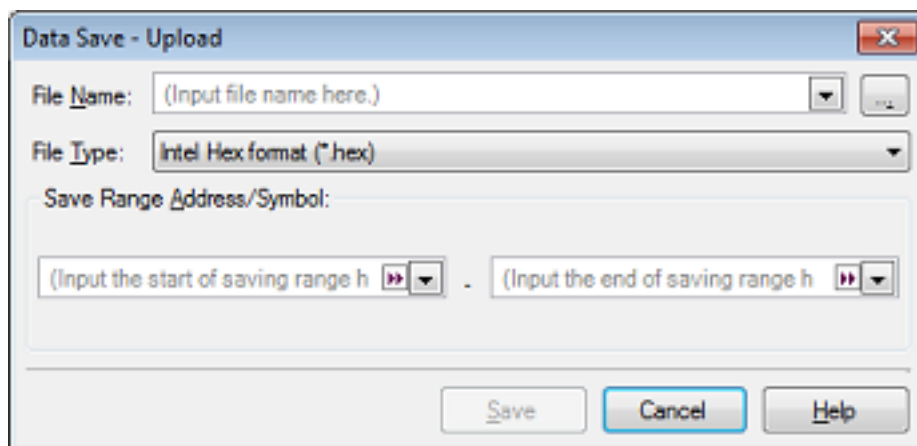 Data Save - Upload
File Name: (Input file name here.) ...
File Type: Intel Hex format (*.hex)
Save Range Address/Symbol:
(Input the start of saving range h - (Input the end of saving range h
Save Cancel Help